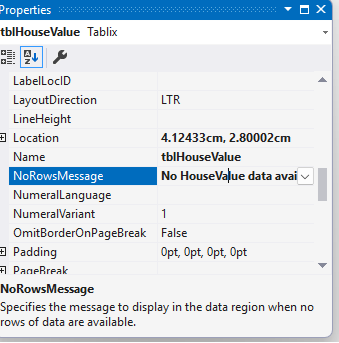 Properties
tblHouseValue Tablix
LabelLocID
LayoutDirection LTR
LineHeight
Location 4.12433cm, 2.80002cm
Name tblHouseValue
NoRowsMessage No HouseValue data avai
NumeralLanguage
NumeralVariant 1
OmitBorderOnPageBreak False
Padding 0pt, 0pt, 0pt, 0pt
PageBreak
NoRowsMessage
Specifies the message to display in the data region when no
rows of data are available.